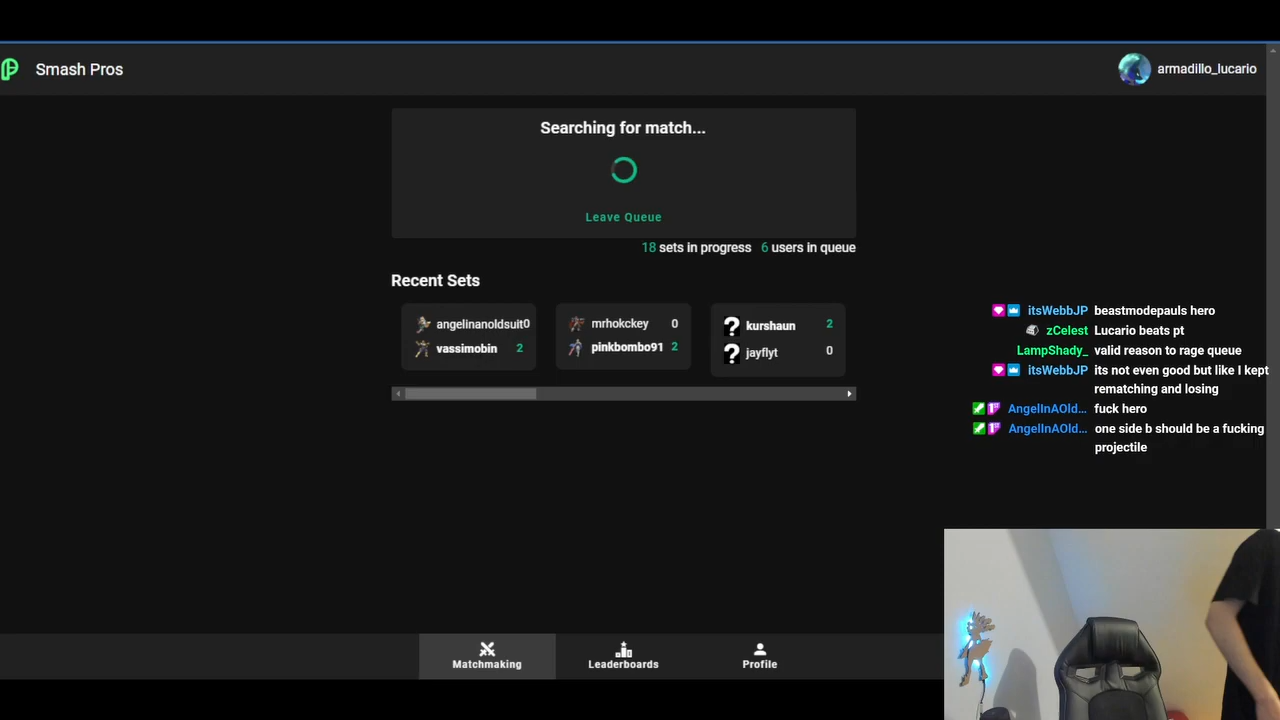 Smash Pros
armadillo_lucario
Searching for match...
Leave Queue
18 sets in progress 6 users in queue
Recent Sets
angelinanoldsuit0
vassimobin 2
mrhokckey 0
pinkbombo91 2
? kurshaun 2
? jayflyt 0
itsWebbJP beastmodepauls hero
zCelest Lucario beats pt
LampShady_ valid reason to rage queue
itsWebbJP its not even good but like I kept
rematching and losing
AngelInAOld... fuck hero
AngelInAOld... one side b should be a fucking
projectile
Matchmaking
Leaderboards
Profile